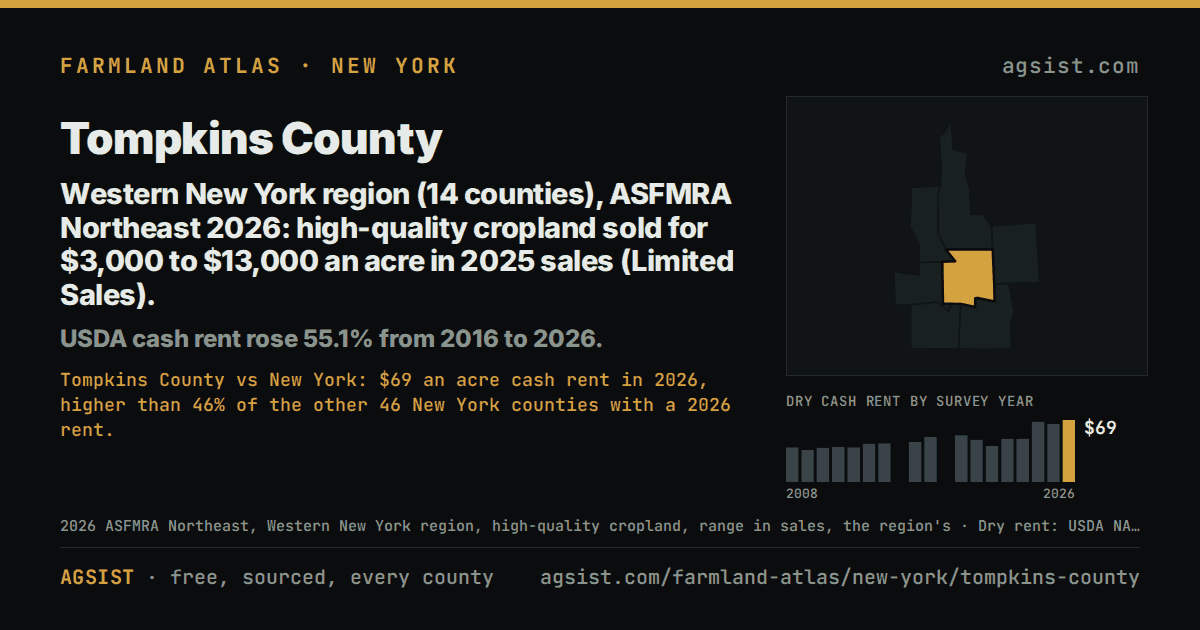 FARMLAND ATLAS · NEW YORK
agsist.com
Tompkins County
Western New York region (14 counties), ASFMRA
Northeast 2026: high-quality cropland sold for
$3,000 to $13,000 an acre in 2025 sales (Limited
Sales).
USDA cash rent rose 55.1% from 2016 to 2026.
Tompkins County vs New York: $69 an acre cash rent in 2026,
higher than 46% of the other 46 New York counties with a 2026
rent.
DRY CASH RENT BY SURVEY YEAR
$69
2008
2026
2026 ASFMRA Northeast, Western New York region, high-quality cropland, range in sales, the region's · Dry rent: USDA NA…
AGSIST · free, sourced, every county
agsist.com/farmland-atlas/new-york/tompkins-county